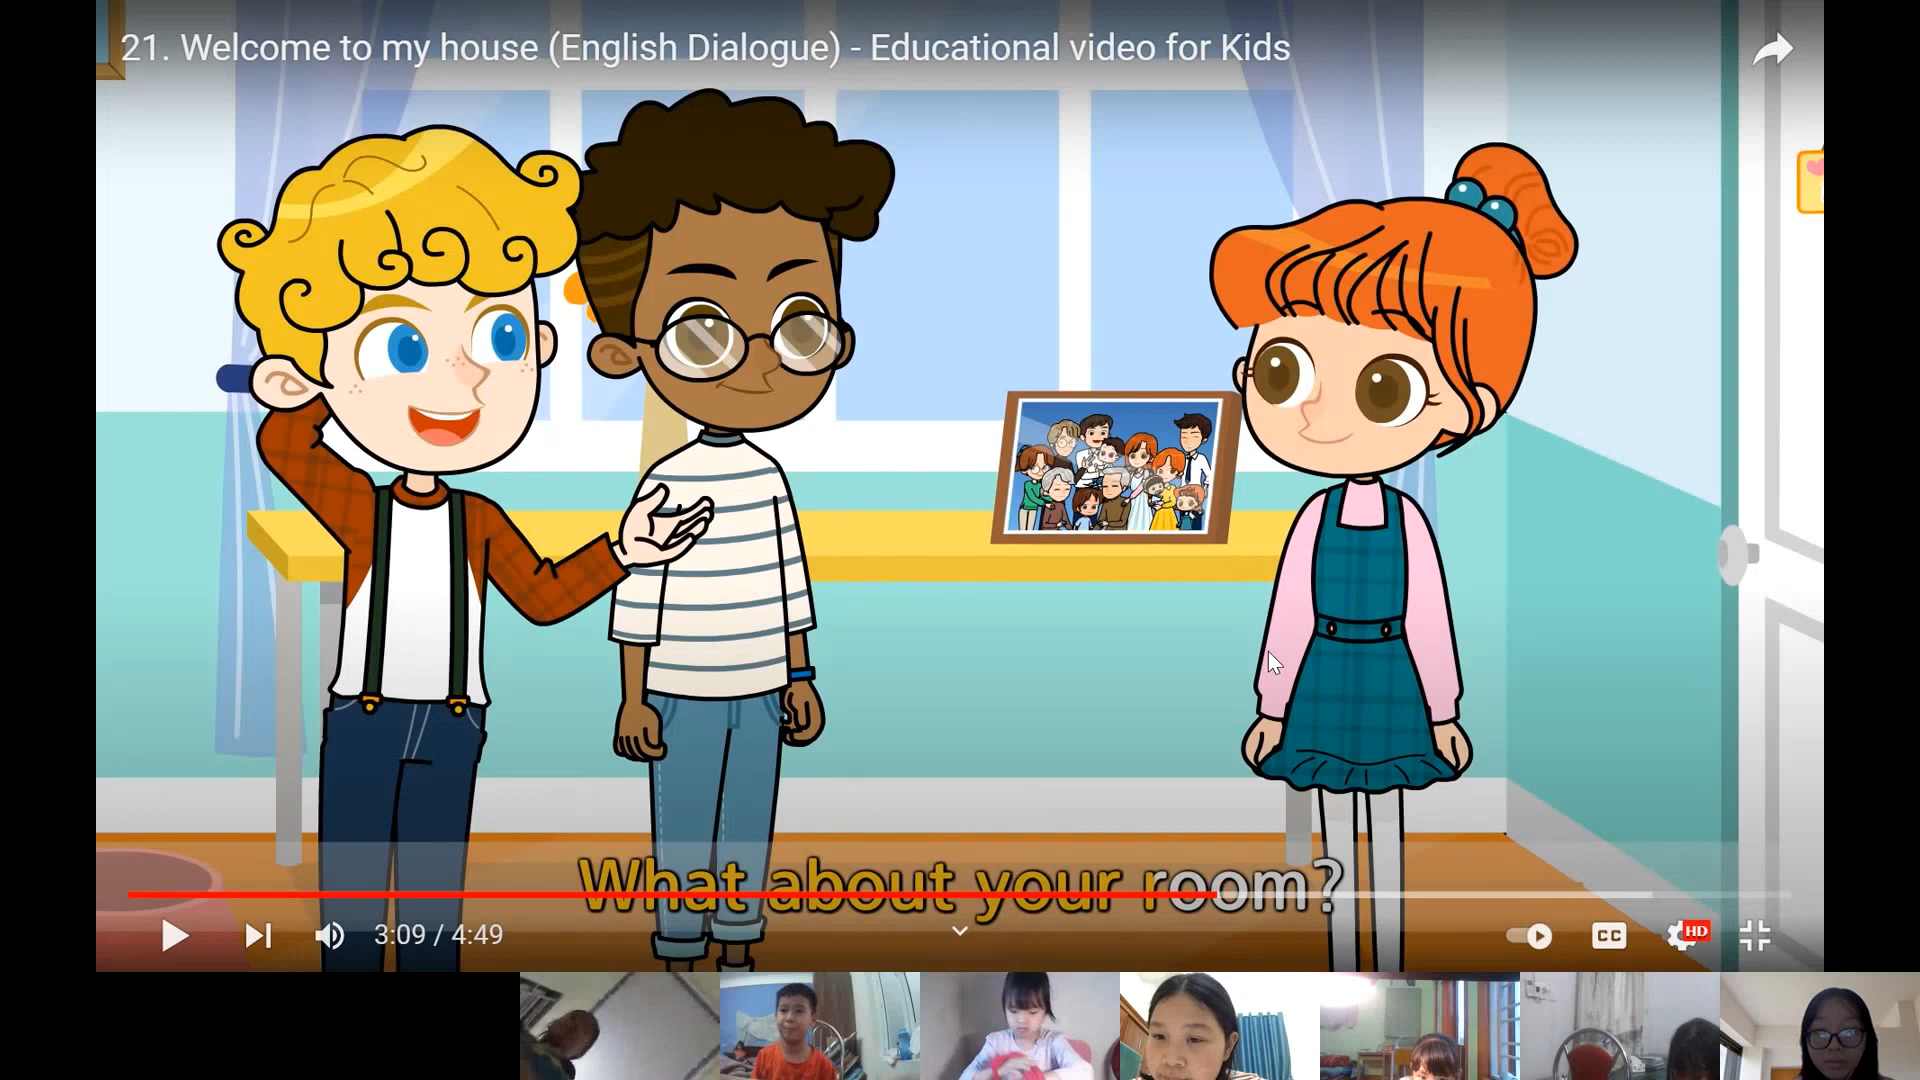 21. Welcome to my house (English Dialogue) - Educational video for Kids
What about your room?
3:09 / 4:49
CC
HD